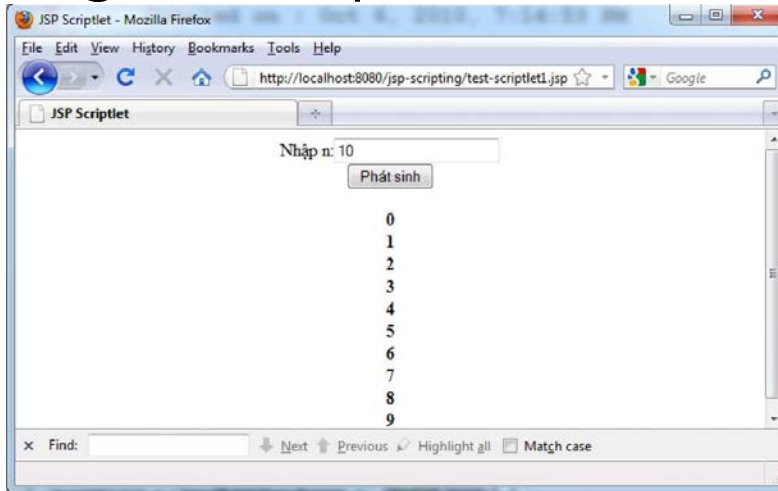 JSP Scriptlet - Mozilla Firefox
File Edit View History Bookmarks Tools Help
http://localhost:8080/jsp-scripting/test-scriptlet1.jsp
Google
JSP Scriptlet
Nhập n: 10
Phát sinh
0
1
2
3
4
5
6
7
8
9
× Find: Next Previous Highlight all Match case